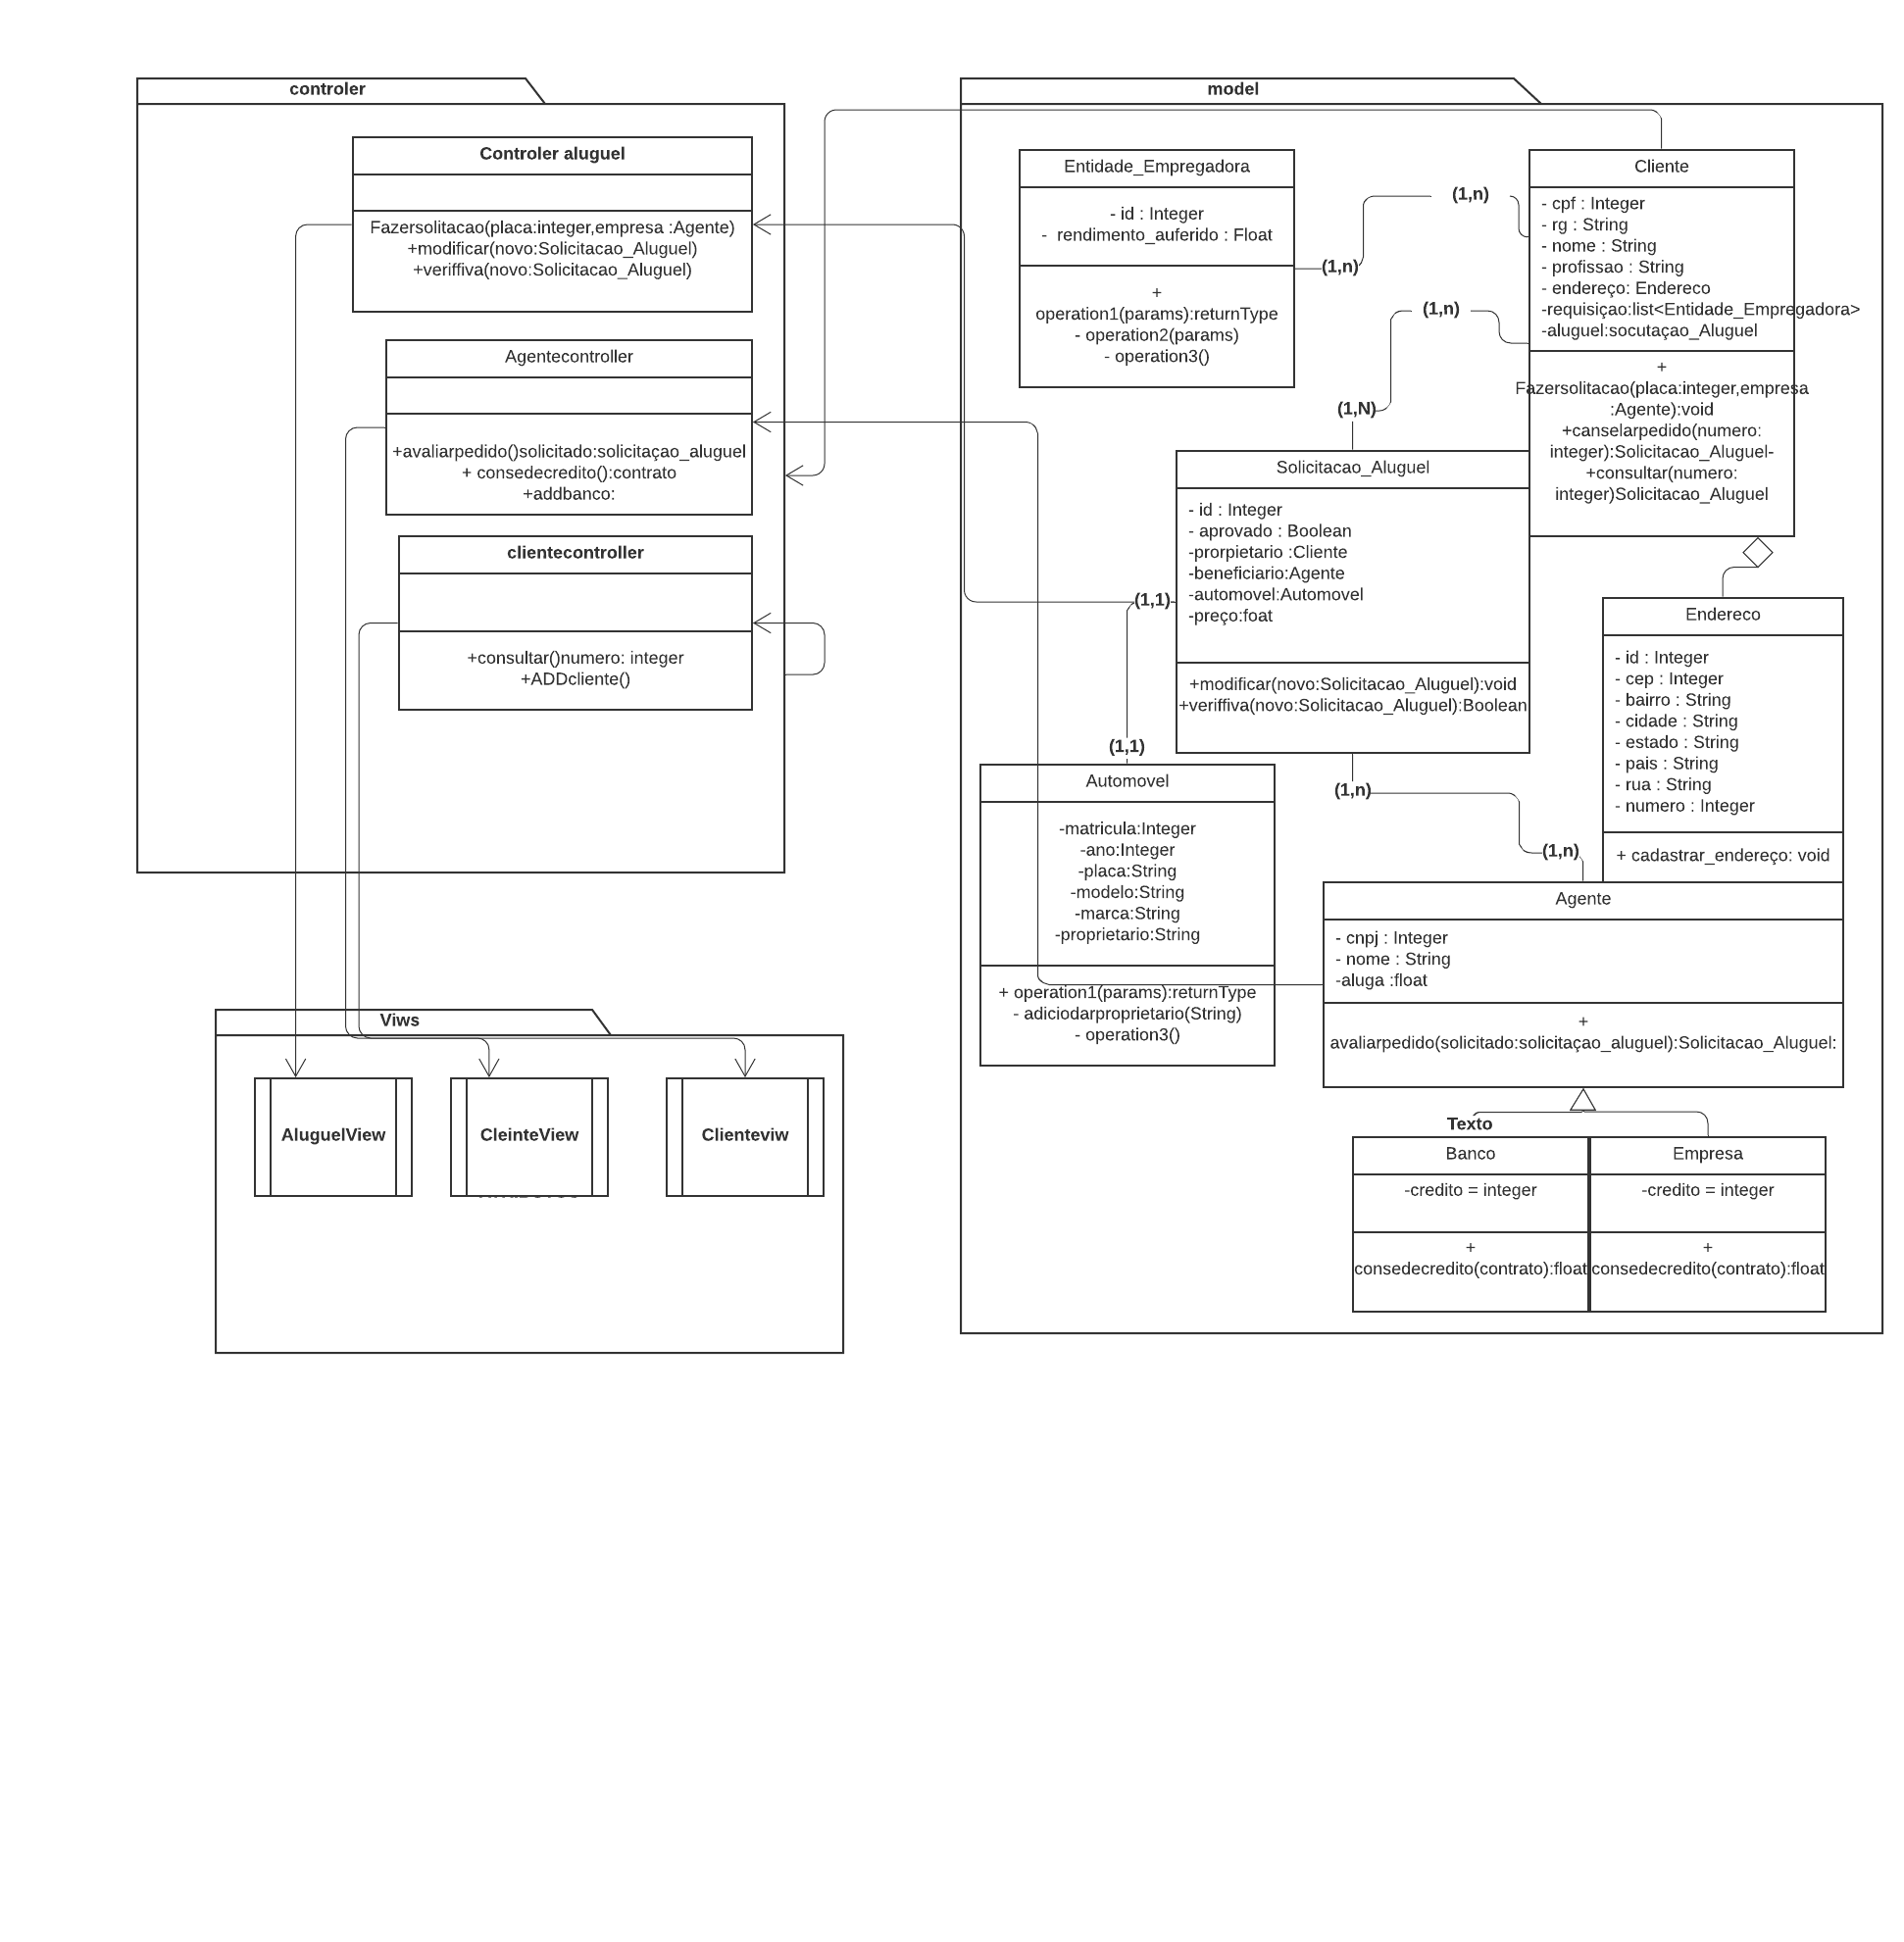 controler
Controler aluguel
Fazersolitacao(placa:integer,empresa :Agente)
+modificar(novo:Solicitacao_Aluguel)
+veriffiva(novo:Solicitacao_Aluguel)
Agentecontroller
+avaliarpedido()solicitado:solicitaçao_aluguel
+ consedecredito():contrato
+addbanco:
clientecontroller
+consultar()numero: integer
+ADDcliente()
model
Entidade_Empregadora
- id : Integer
- rendimento_auferido : Float
+
operation1(params):returnType
- operation2(params)
- operation3()
(1,n)
(1,n)
Cliente
- cpf : Integer
- rg : String
- nome : String
- profissao : String
- endereço: Endereco
-requisiçao:list<Entidade_Empregadora>
-aluguel:socutaçao_Aluguel
+
Fazersolitacao(placa:integer,empresa
:Agente):void
+canselarpedido(numero:
integer):Solicitacao_Aluguel-
+consultar(numero:
integer)Solicitacao_Aluguel
(1,n)
(1,N)
Solicitacao_Aluguel
- id : Integer
- aprovado : Boolean
-prorpietario :Cliente
-beneficiario:Agente
-automovel:Automovel
-preço:foat
+modificar(novo:Solicitacao_Aluguel):void
+veriffiva(novo:Solicitacao_Aluguel):Boolean
(1,1)
(1,1)
Endereco
- id : Integer
- cep : Integer
- bairro : String
- cidade : String
- estado : String
- pais : String
- rua : String
- numero : Integer
+ cadastrar_endereço: void
Automovel
-matricula:Integer
-ano:Integer
-placa:String
-modelo:String
-marca:String
-proprietario:String
+ operation1(params):returnType
- adiciodarproprietario(String)
- operation3()
(1,n)
(1,n)
Agente
- cnpj : Integer
- nome : String
-aluga :float
+
avaliarpedido(solicitado:solicitaçao_aluguel):Solicitacao_Aluguel:
Texto
Banco
-credito = integer
+
consedecredito(contrato):float
Empresa
-credito = integer
+
consedecredito(contrato):float
Viws
AluguelView
CleinteView
Clienteviw